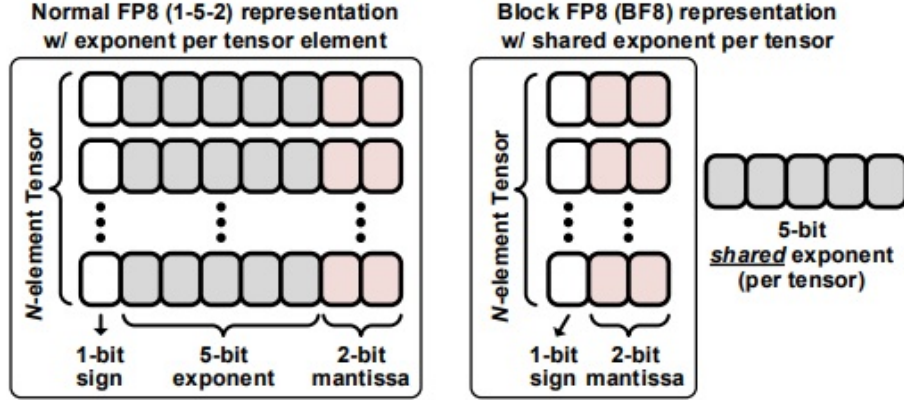 Normal FP8 (1-5-2) representation
w/ exponent per tensor element
N-element Tensor
1-bit
sign
5-bit
exponent
2-bit
mantissa
Block FP8 (BF8) representation
w/ shared exponent per tensor
N-element Tensor
1-bit
sign
2-bit
mantissa
5-bit
shared exponent
(per tensor)